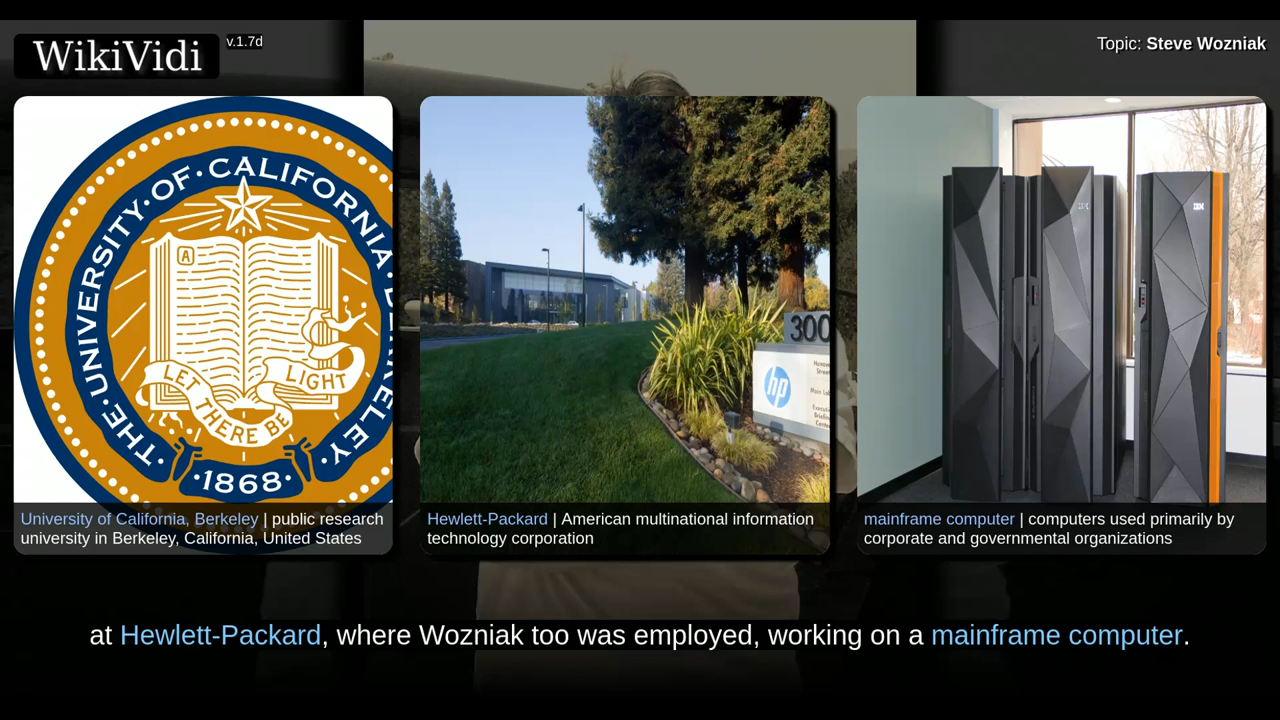 WikiVidi
v.1.7d
Topic: Steve Wozniak
THE·UNIVERSITY·OF·CALIFORNIA·
A
LET THERE BE LIGHT
·1868·
300
hp
University of California, Berkeley | public research
university in Berkeley, California, United States
Hewlett-Packard | American multinational information
technology corporation
mainframe computer | computers used primarily by
corporate and governmental organizations
at Hewlett-Packard, where Wozniak too was employed, working on a mainframe computer.